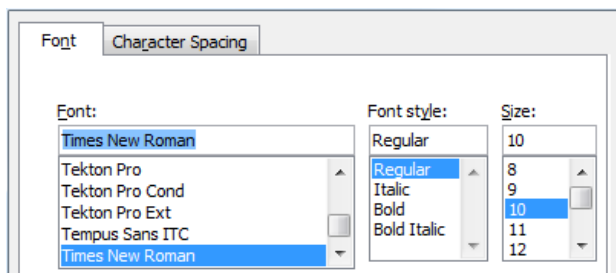 Font Character Spacing
Font: Font style: Size:
Times New Roman Regular 10
Tekton Pro Regular 8
Tekton Pro Cond Italic 9
Tekton Pro Ext Bold 10
Tempus Sans ITC Bold Italic 11
Times New Roman 12